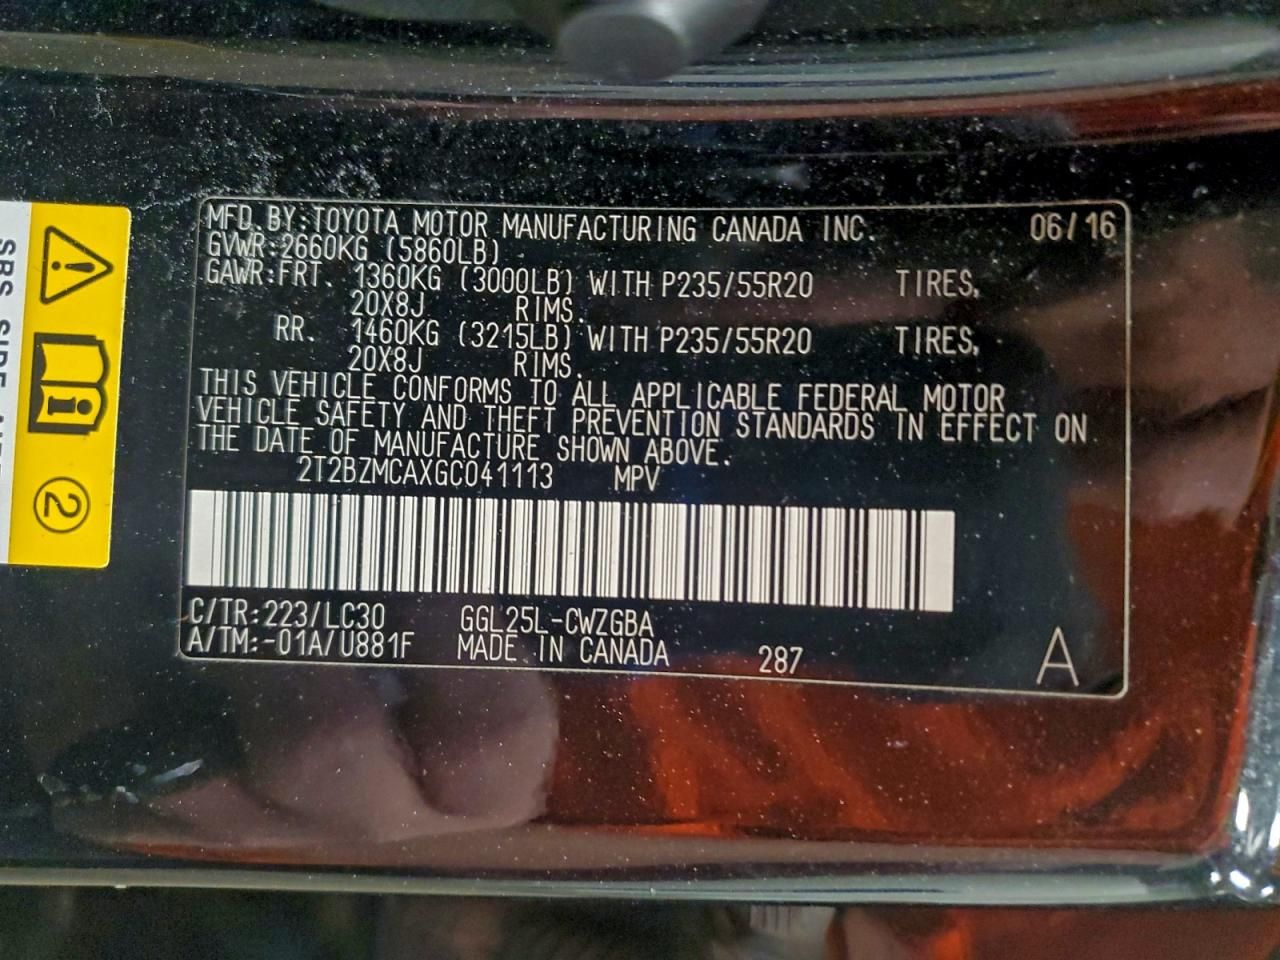 MFD. BY: TOYOTA MOTOR MANUFACTURING CANADA INC. 06/16
GVWR:2660KG (5860LB)
GAWR:FRT. 1360KG (3000LB) WITH P235/55R20 TIRES,
20X8J RIMS.
RR. 1460KG (3215LB) WITH P235/55R20 TIRES,
20X8J RIMS.
THIS VEHICLE CONFORMS TO ALL APPLICABLE FEDERAL MOTOR
VEHICLE SAFETY AND THEFT PREVENTION STANDARDS IN EFFECT ON
THE DATE OF MANUFACTURE SHOWN ABOVE.
2T2BZMCAXGC041113 MPV
C/TR:223/LC30 GGL25L-CWZGBA
A/TM:-01A/U881F MADE IN CANADA 287 A
SRS SIDE
2